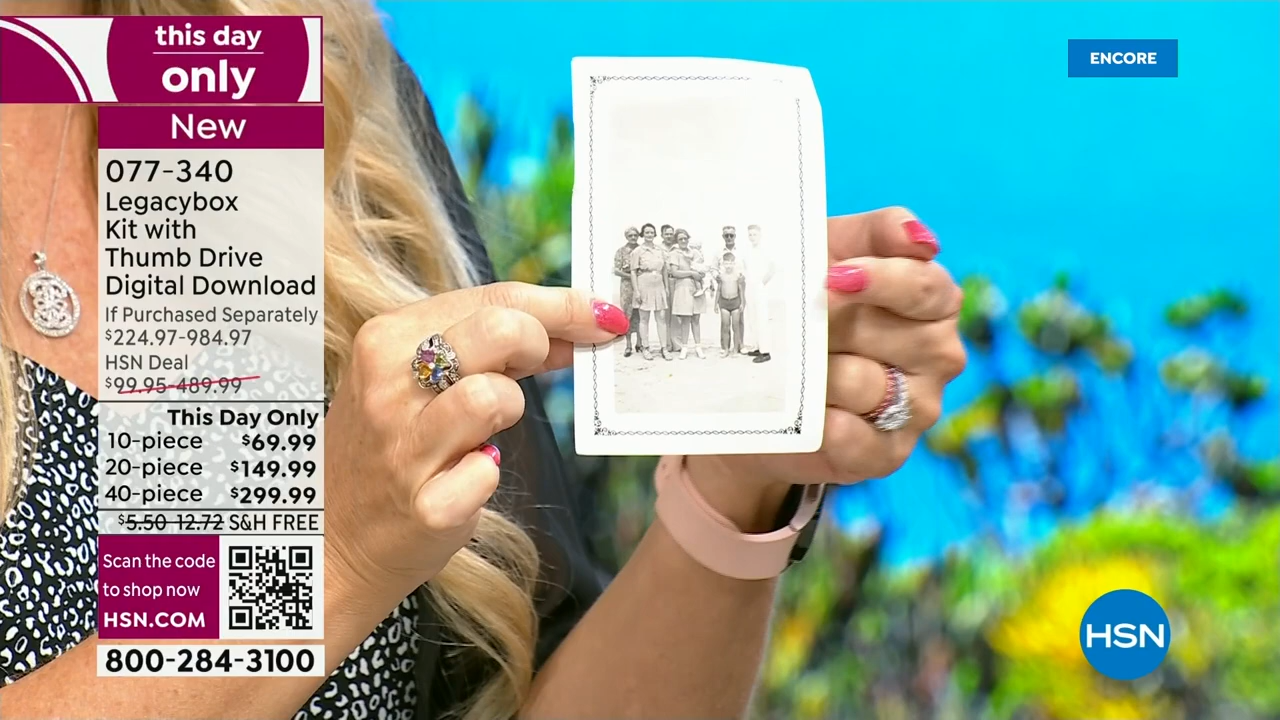 this day
only
New
077-340
Legacybox
Kit with
Thumb Drive
Digital Download
If Purchased Separately
$224.97-984.97
HSN Deal
$99.95-489.99
This Day Only
10-piece $69.99
20-piece $149.99
40-piece $299.99
$5.50-12.72 S&H FREE
Scan the code
to shop now
HSN.COM
800-284-3100
ENCORE
HSN